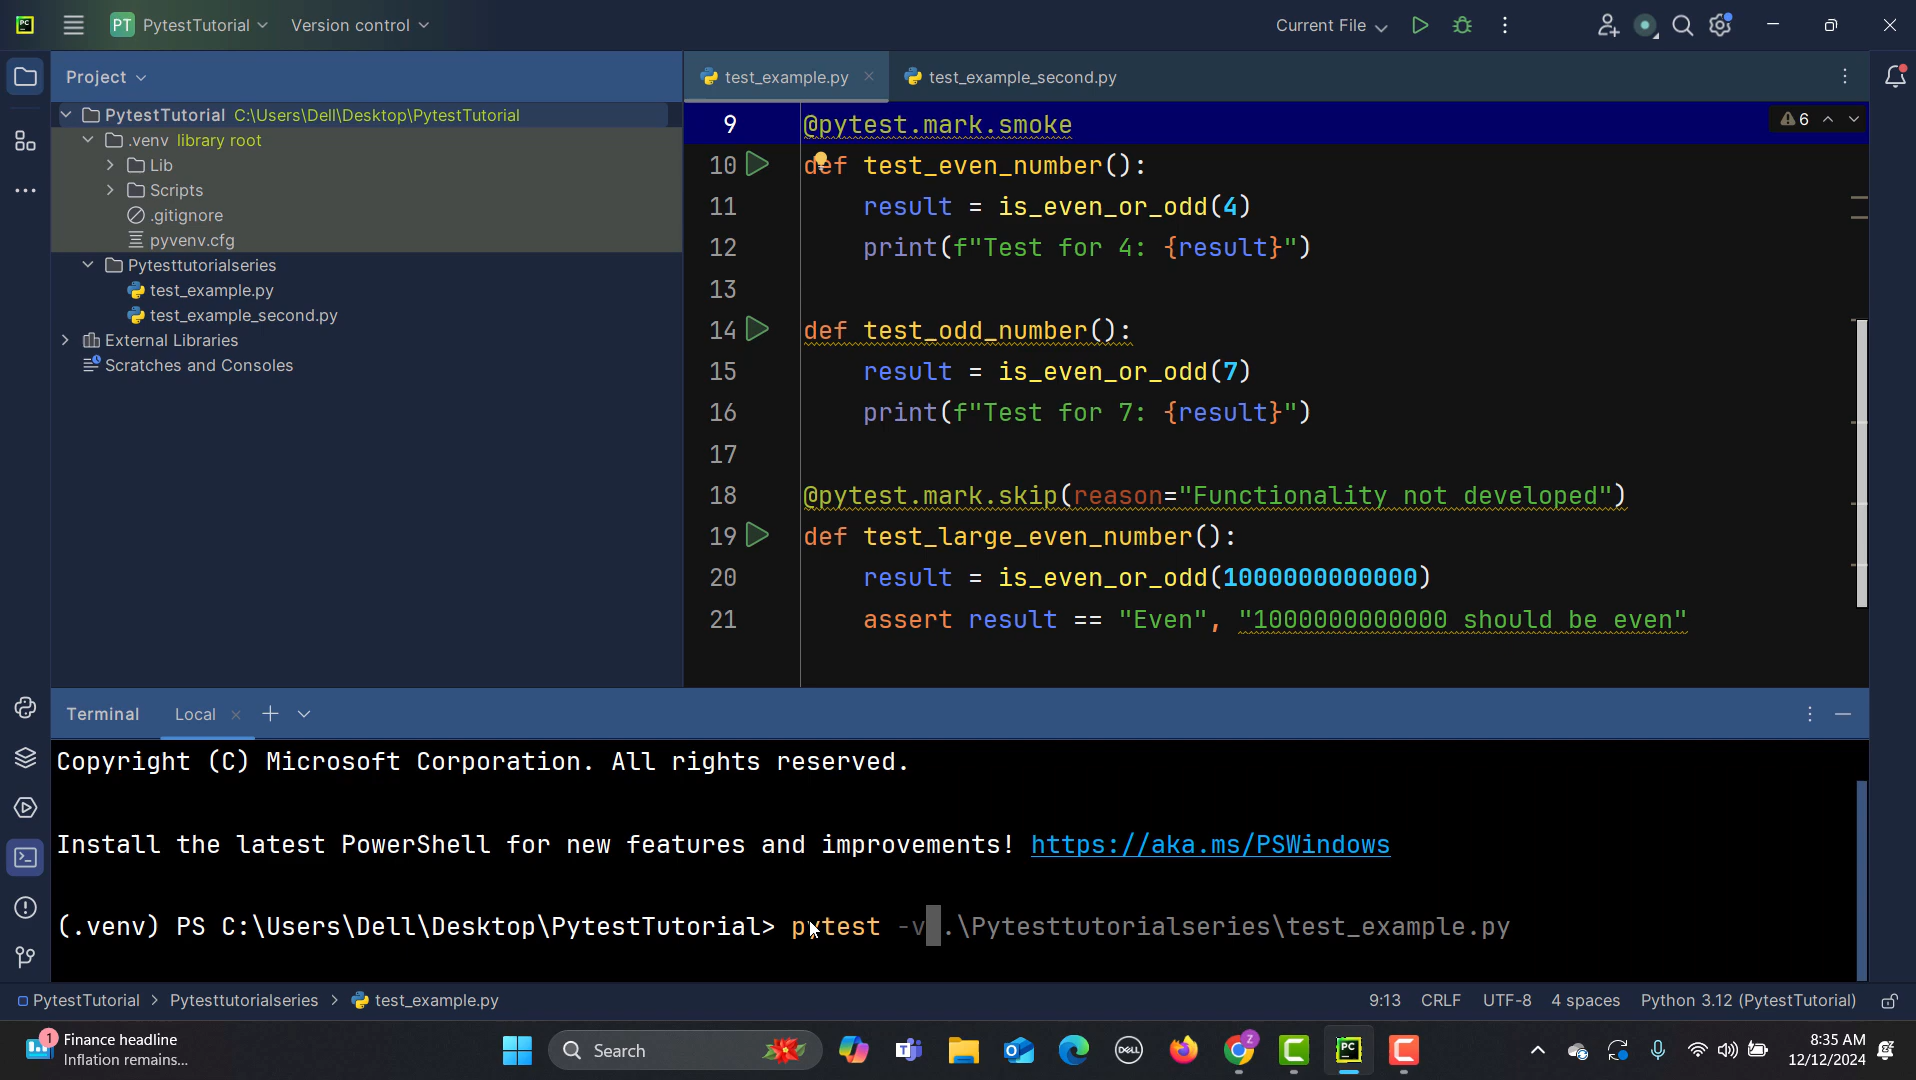 PC
PT PytestTutorial Version control Current File
Project
test_example.py test_example_second.py
PytestTutorial C:\Users\Dell\Desktop\PytestTutorial
.venv library root
Lib
Scripts
.gitignore
pyvenv.cfg
Pytesttutorialseries
test_example.py
test_example_second.py
External Libraries
Scratches and Consoles
6
9 @pytest.mark.smoke
10 def test_even_number():
11 result = is_even_or_odd(4)
12 print(f"Test for 4: {result}")
13
14 def test_odd_number():
15 result = is_even_or_odd(7)
16 print(f"Test for 7: {result}")
17
18 @pytest.mark.skip(reason="Functionality not developed")
19 def test_large_even_number():
20 result = is_even_or_odd(1000000000000)
21 assert result == "Even", "1000000000000 should be even"
Terminal Local
Copyright (C) Microsoft Corporation. All rights reserved.
Install the latest PowerShell for new features and improvements! https://aka.ms/PSWindows
(.venv) PS C:\Users\Dell\Desktop\PytestTutorial> pytest -v .\Pytesttutorialseries\test_example.py
PytestTutorial > Pytesttutorialseries > test_example.py 9:13 CRLF UTF-8 4 spaces Python 3.12 (PytestTutorial)
1 Finance headline
Inflation remains...
Search
DELL
Z
PC
8:35 AM
12/12/2024